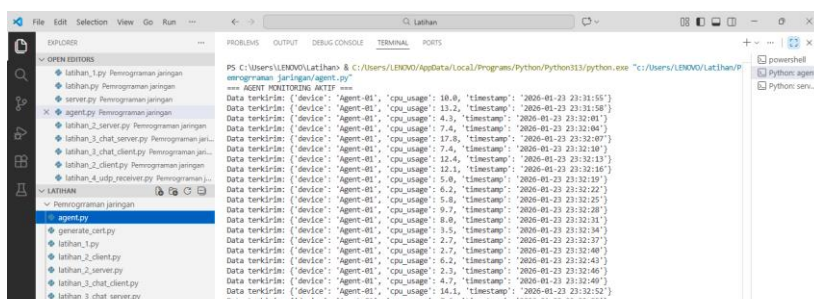 File Edit Selection View Go Run ...
Latihan
EXPLORER
OPEN EDITORS
latihan_1.py Pemrogrraman jaringan
latihan.py Pemrogrraman jaringan
server.py Pemrogrraman jaringan
agent.py Pemrogrraman jaringan
latihan_2_server.py Pemrogrraman jaringan
latihan_3_chat_server.py Pemrogrraman jari...
latihan_3_chat_client.py Pemrogrraman jari...
latihan_2_client.py Pemrogrraman jaringan
latihan_4_udp_receiver.py Pemrogrraman j...
LATIHAN
Pemrogrraman jaringan
agent.py
generate_cert.py
latihan_1.py
latihan_2_client.py
latihan_2_server.py
latihan_3_chat_client.py
latihan_3_chat_server.py
PROBLEMS OUTPUT DEBUG CONSOLE TERMINAL PORTS
PS C:\Users\LENOVO\Latihan> & C:/Users/LENOVO/AppData/Local/Programs/Python/Python313/python.exe "c:/Users/LENOVO/Latihan/P
emrogrraman jaringan/agent.py"
=== AGENT MONITORING AKTIF ===
Data terkirim: {'device': 'Agent-01', 'cpu_usage': 10.0, 'timestamp': '2026-01-23 23:31:55'}
Data terkirim: {'device': 'Agent-01', 'cpu_usage': 13.2, 'timestamp': '2026-01-23 23:31:58'}
Data terkirim: {'device': 'Agent-01', 'cpu_usage': 4.3, 'timestamp': '2026-01-23 23:32:01'}
Data terkirim: {'device': 'Agent-01', 'cpu_usage': 7.4, 'timestamp': '2026-01-23 23:32:04'}
Data terkirim: {'device': 'Agent-01', 'cpu_usage': 17.8, 'timestamp': '2026-01-23 23:32:07'}
Data terkirim: {'device': 'Agent-01', 'cpu_usage': 7.4, 'timestamp': '2026-01-23 23:32:10'}
Data terkirim: {'device': 'Agent-01', 'cpu_usage': 12.4, 'timestamp': '2026-01-23 23:32:13'}
Data terkirim: {'device': 'Agent-01', 'cpu_usage': 12.1, 'timestamp': '2026-01-23 23:32:16'}
Data terkirim: {'device': 'Agent-01', 'cpu_usage': 5.0, 'timestamp': '2026-01-23 23:32:19'}
Data terkirim: {'device': 'Agent-01', 'cpu_usage': 6.2, 'timestamp': '2026-01-23 23:32:22'}
Data terkirim: {'device': 'Agent-01', 'cpu_usage': 5.8, 'timestamp': '2026-01-23 23:32:25'}
Data terkirim: {'device': 'Agent-01', 'cpu_usage': 9.7, 'timestamp': '2026-01-23 23:32:28'}
Data terkirim: {'device': 'Agent-01', 'cpu_usage': 8.0, 'timestamp': '2026-01-23 23:32:31'}
Data terkirim: {'device': 'Agent-01', 'cpu_usage': 3.5, 'timestamp': '2026-01-23 23:32:34'}
Data terkirim: {'device': 'Agent-01', 'cpu_usage': 2.7, 'timestamp': '2026-01-23 23:32:37'}
Data terkirim: {'device': 'Agent-01', 'cpu_usage': 2.7, 'timestamp': '2026-01-23 23:32:40'}
Data terkirim: {'device': 'Agent-01', 'cpu_usage': 6.2, 'timestamp': '2026-01-23 23:32:43'}
Data terkirim: {'device': 'Agent-01', 'cpu_usage': 2.3, 'timestamp': '2026-01-23 23:32:46'}
Data terkirim: {'device': 'Agent-01', 'cpu_usage': 4.7, 'timestamp': '2026-01-23 23:32:49'}
Data terkirim: {'device': 'Agent-01', 'cpu_usage': 14.1, 'timestamp': '2026-01-23 23:32:52'}
powershell
Python: agen
Python: serv...